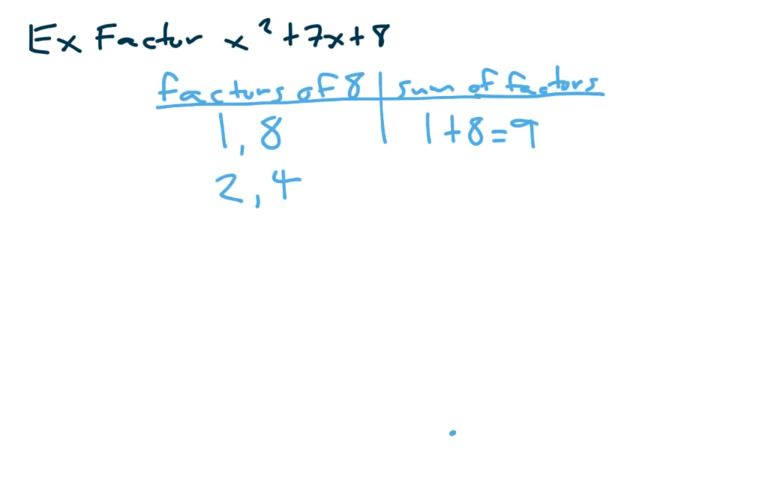 Ex Factor x² + 7x + 8
factors of 8 | sum of factors
1, 8 | 1 + 8 = 9
2, 4